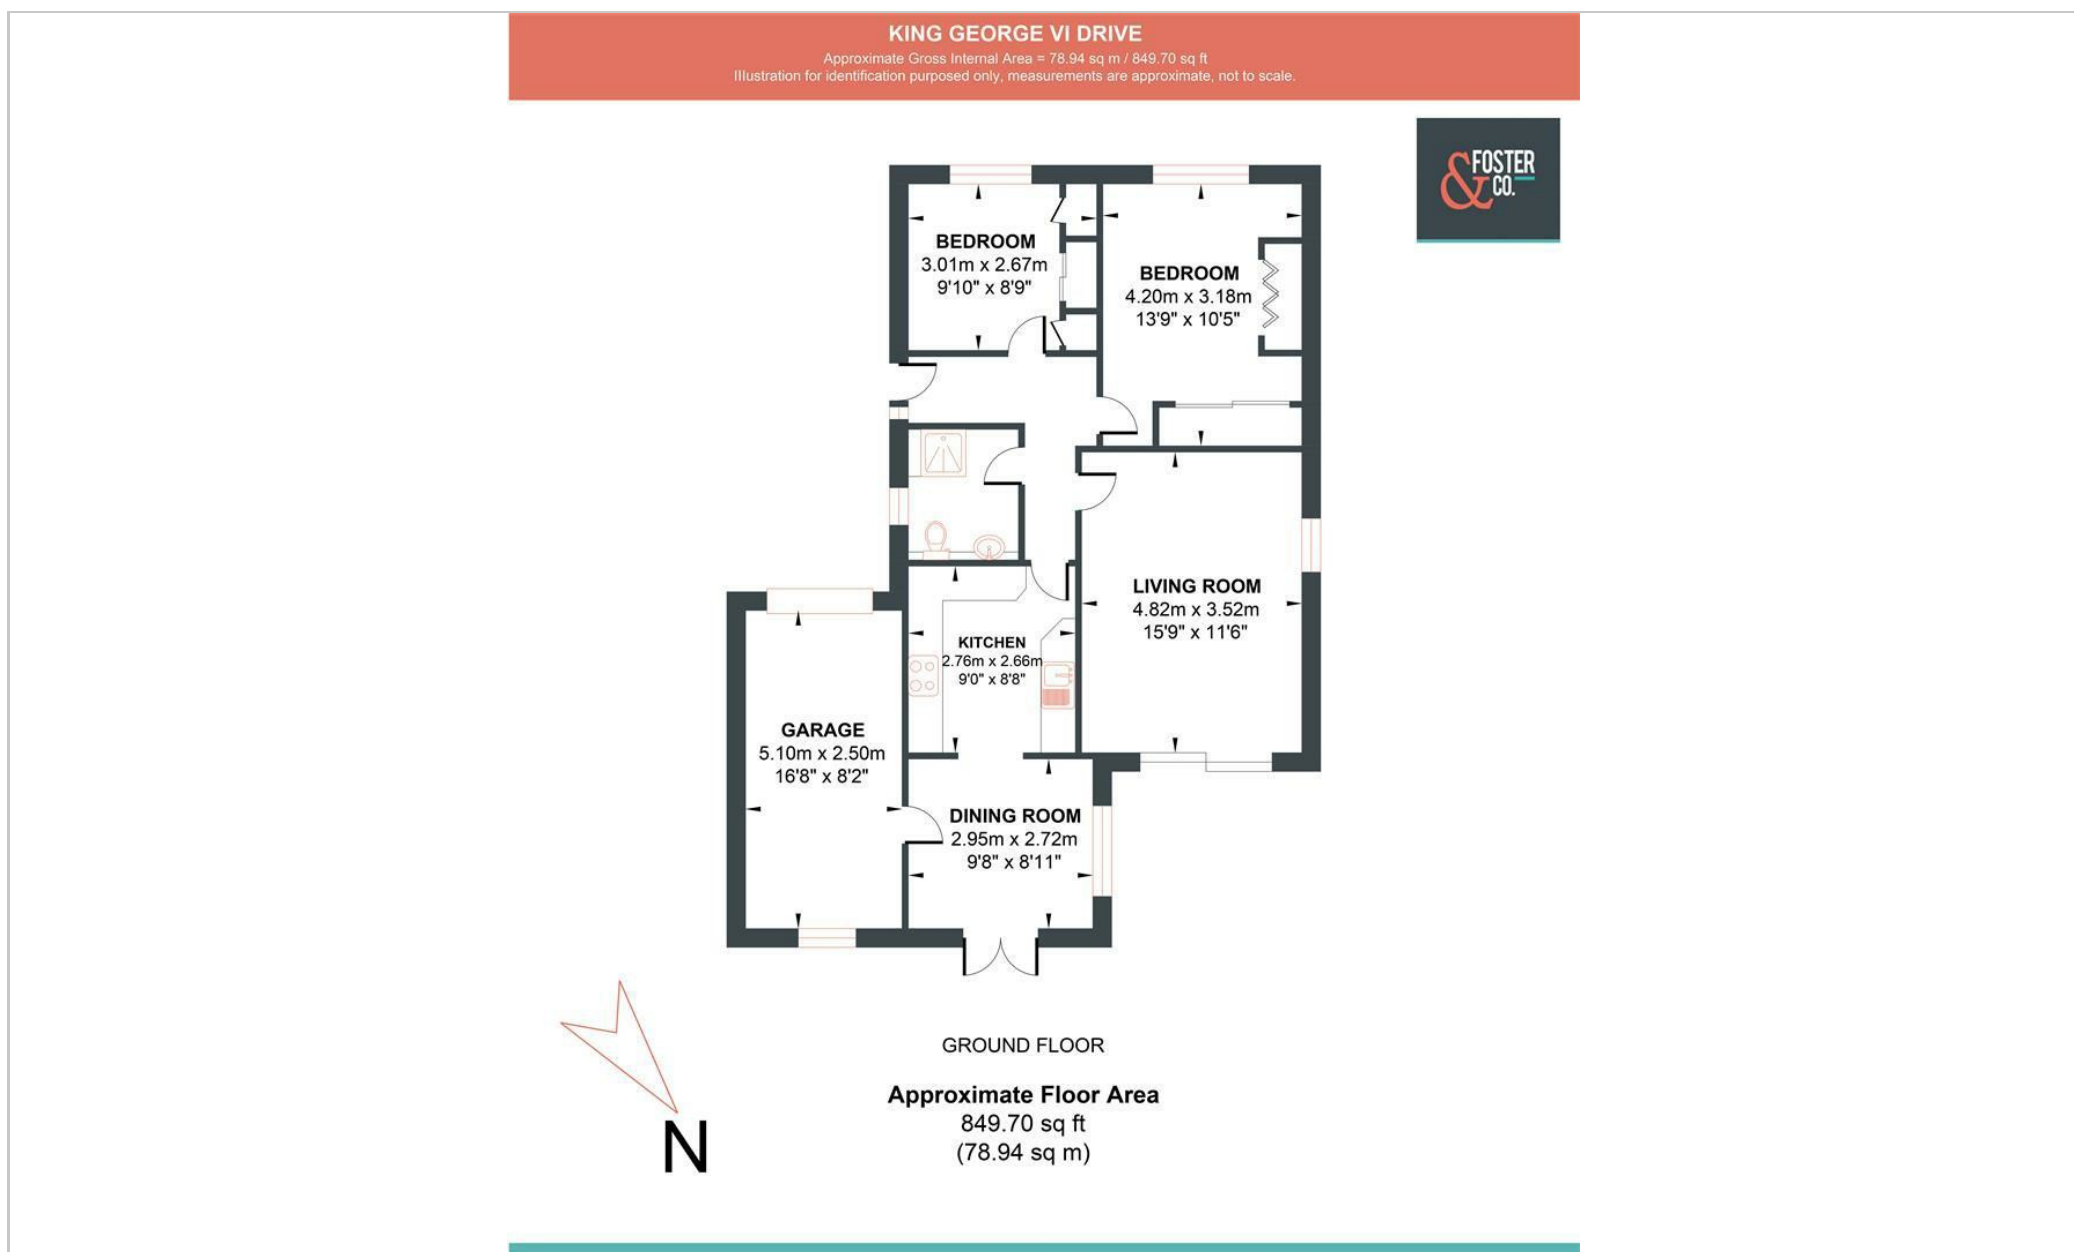 KING GEORGE VI DRIVE
Approximate Gross Internal Area = 78.94 sq m / 849.70 sq ft
Illustration for identification purposed only, measurements are approximate, not to scale.
& FOSTER
CO.
BEDROOM
3.01m x 2.67m
9'10" x 8'9"
BEDROOM
4.20m x 3.18m
13'9" x 10'5"
LIVING ROOM
4.82m x 3.52m
15'9" x 11'6"
KITCHEN
2.76m x 2.66m
9'0" x 8'8"
GARAGE
5.10m x 2.50m
16'8" x 8'2"
DINING ROOM
2.95m x 2.72m
9'8" x 8'11"
N
GROUND FLOOR
Approximate Floor Area
849.70 sq ft
(78.94 sq m)